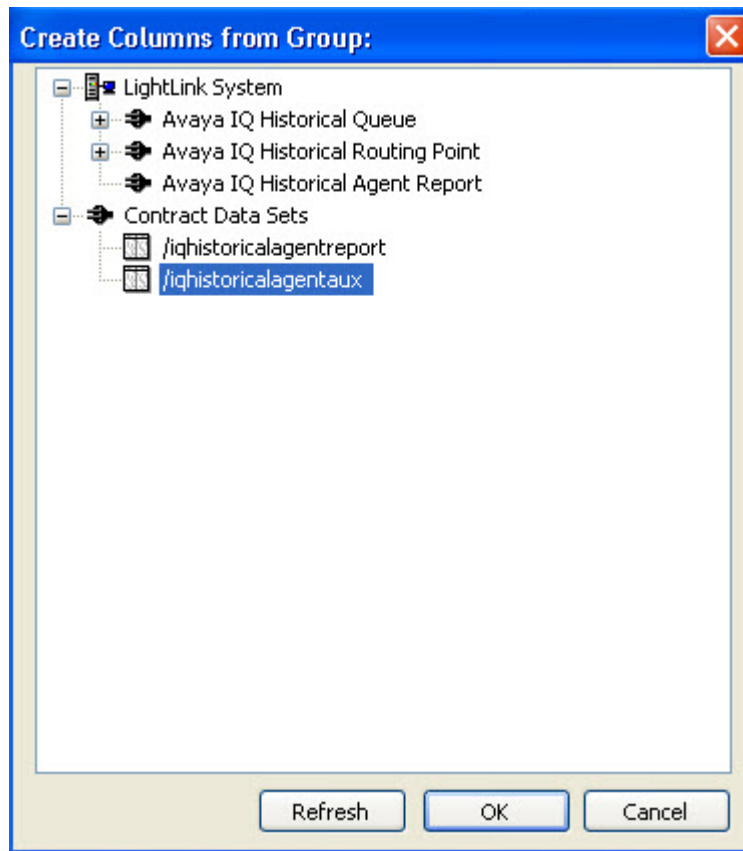 Create Columns from Group:
LightLink System
Avaya IQ Historical Queue
Avaya IQ Historical Routing Point
Avaya IQ Historical Agent Report
Contract Data Sets
/iqhistoricalagentreport
/iqhistoricalagentaux
Refresh OK Cancel